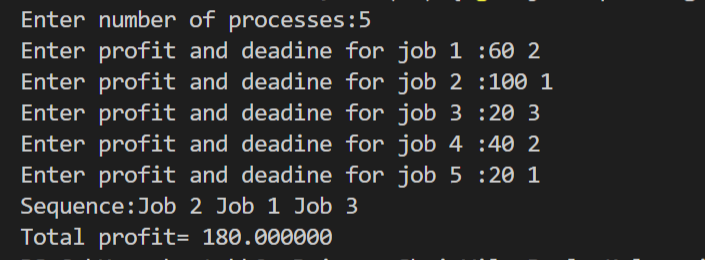 Enter number of processes:5
Enter profit and deadine for job 1 :60 2
Enter profit and deadine for job 2 :100 1
Enter profit and deadine for job 3 :20 3
Enter profit and deadine for job 4 :40 2
Enter profit and deadine for job 5 :20 1
Sequence:Job 2 Job 1 Job 3
Total profit= 180.000000